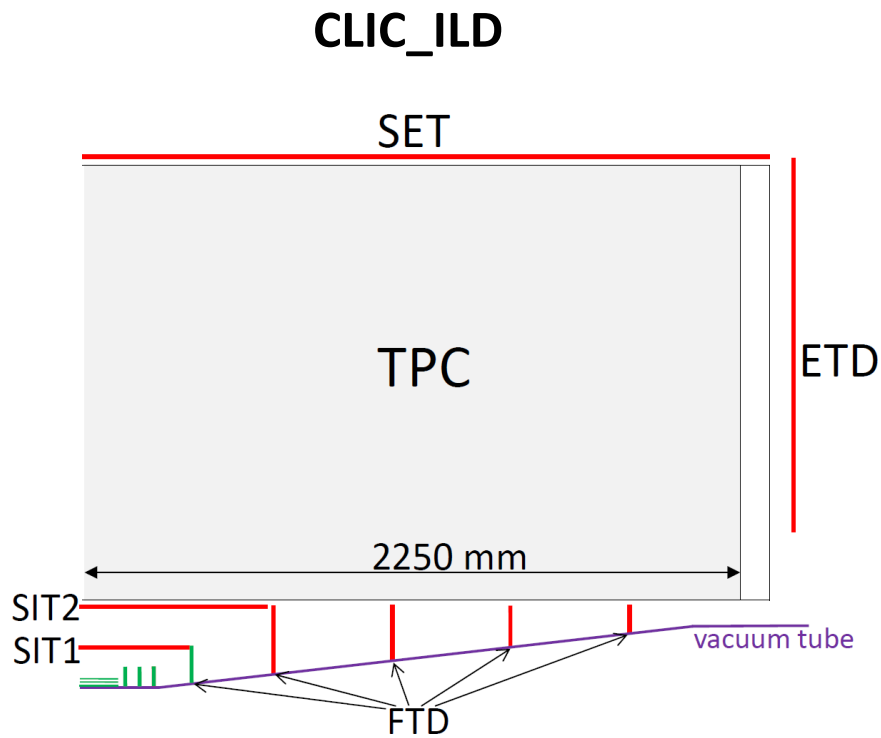 CLIC_ILD
SET
TPC
ETD
2250 mm
SIT2
SIT1
vacuum tube
FTD